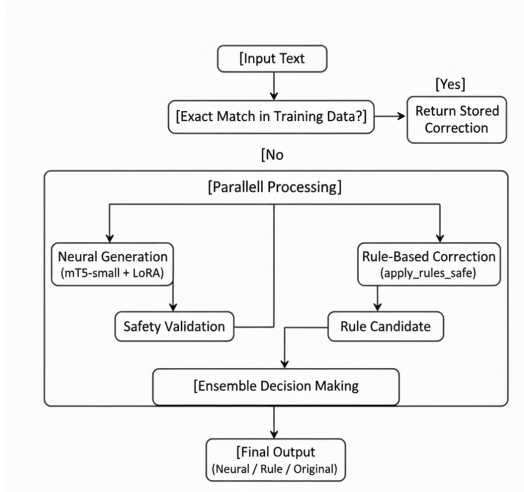 [Input Text
[Yes]
[Exact Match in Training Data?]
Return Stored
Correction
[No
[Parallell Processing]
Neural Generation
(mT5-small + LoRA)
Rule-Based Correction
(apply_rules_safe)
Safety Validation
Rule Candidate
[Ensemble Decision Making
[Final Output
(Neural / Rule / Original)